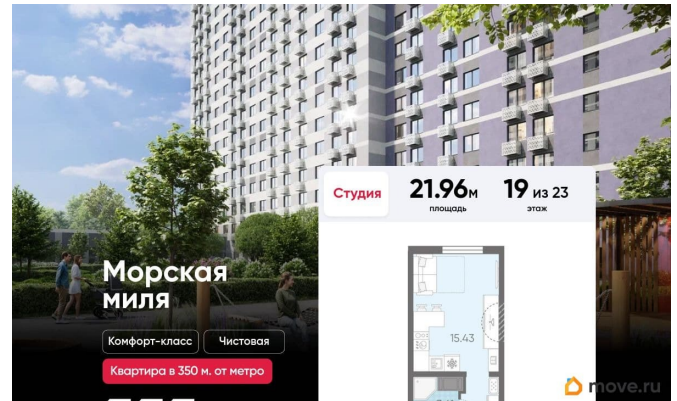 Студия
21.96м
площадь
19 из 23
этаж
Морская
миля
Комфорт-класс
Чистовая
Квартира в 350 м. от метро
15.43
move.ru